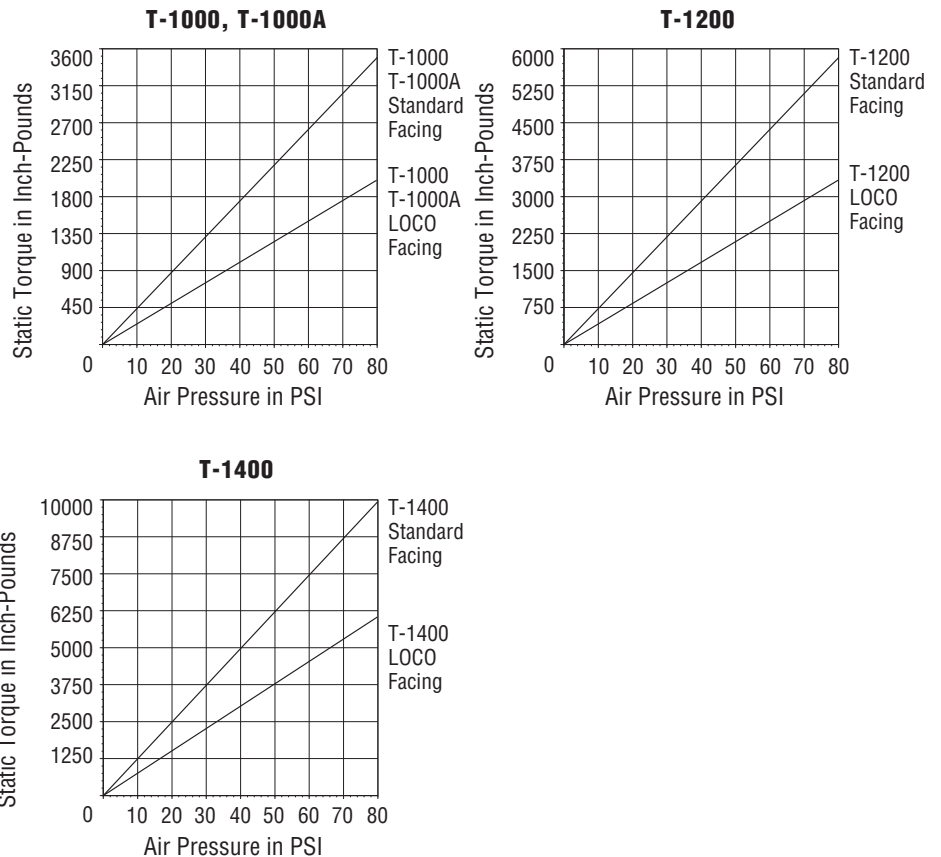 T-1000, T-1000A
Static Torque in Inch-Pounds
3600
3150
2700
2250
1800
1350
900
450
0
10 20 30 40 50 60 70 80
Air Pressure in PSI
T-1000
T-1000A
Standard
Facing
T-1000
T-1000A
LOCO
Facing
T-1200
Static Torque in Inch-Pounds
6000
5250
4500
3750
3000
2250
1500
750
0
10 20 30 40 50 60 70 80
Air Pressure in PSI
T-1200
Standard
Facing
T-1200
LOCO
Facing
T-1400
Static Torque in Inch-Pounds
10000
8750
7500
6250
5000
3750
2500
1250
0
10 20 30 40 50 60 70 80
Air Pressure in PSI
T-1400
Standard
Facing
T-1400
LOCO
Facing